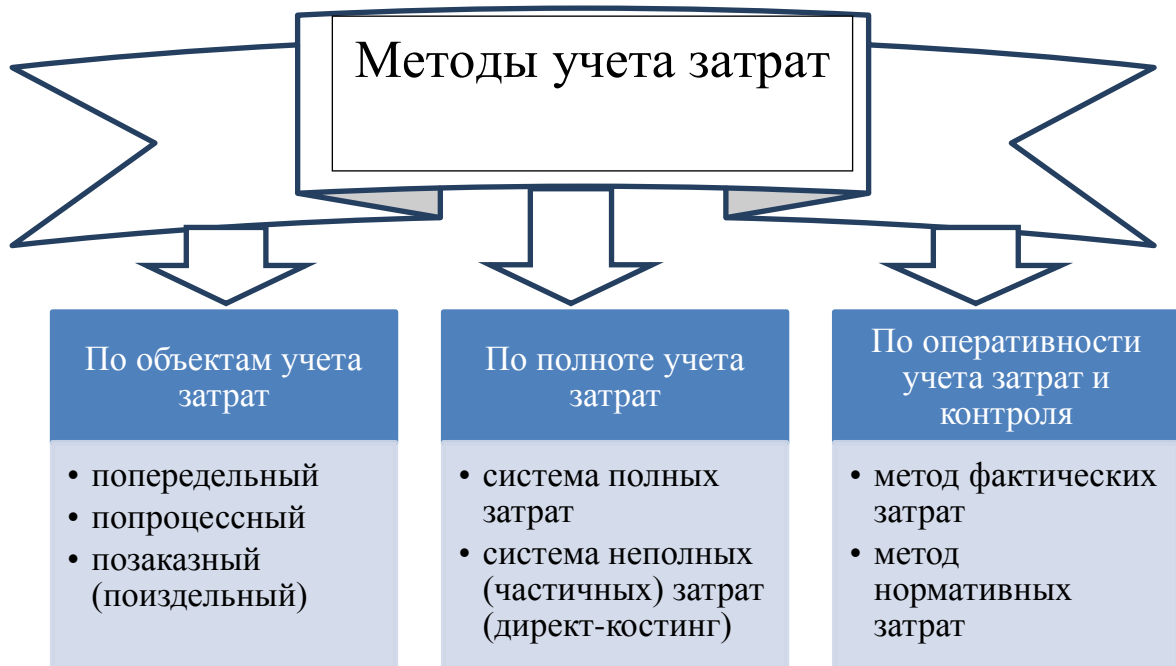 Методы учета затрат
По объектам учета
затрат
• попередельный
• попроцессный
• позаказный
(поиздельный)
По полноте учета
затрат
• система полных
затрат
• система неполных
(частичных) затрат
(директ-костинг)
По оперативности
учета затрат и
контроля
• метод фактических
затрат
• метод
нормативных
затрат